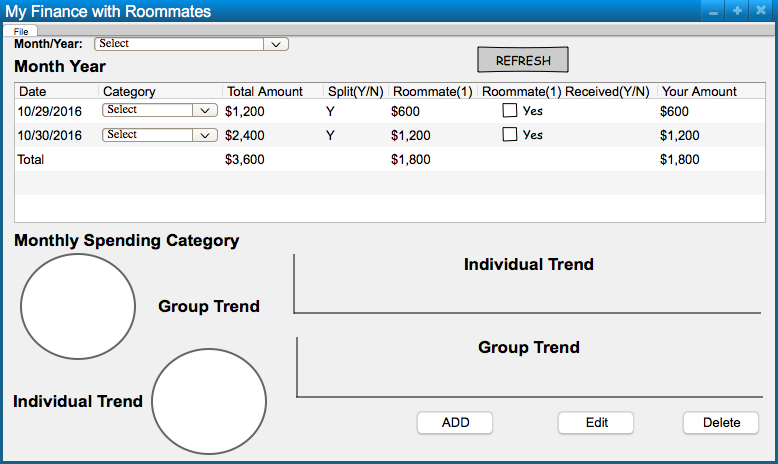 My Finance with Roommates
File
Month/Year: Select
REFRESH
Month Year
Date Category Total Amount Split(Y/N) Roommate(1) Roommate(1) Received(Y/N) Your Amount
10/29/2016 Select $1,200 Y $600 Yes $600
10/30/2016 Select $2,400 Y $1,200 Yes $1,200
Total $3,600 $1,800 $1,800
Monthly Spending Category
Individual Trend
Group Trend
Group Trend
Individual Trend
ADD Edit Delete